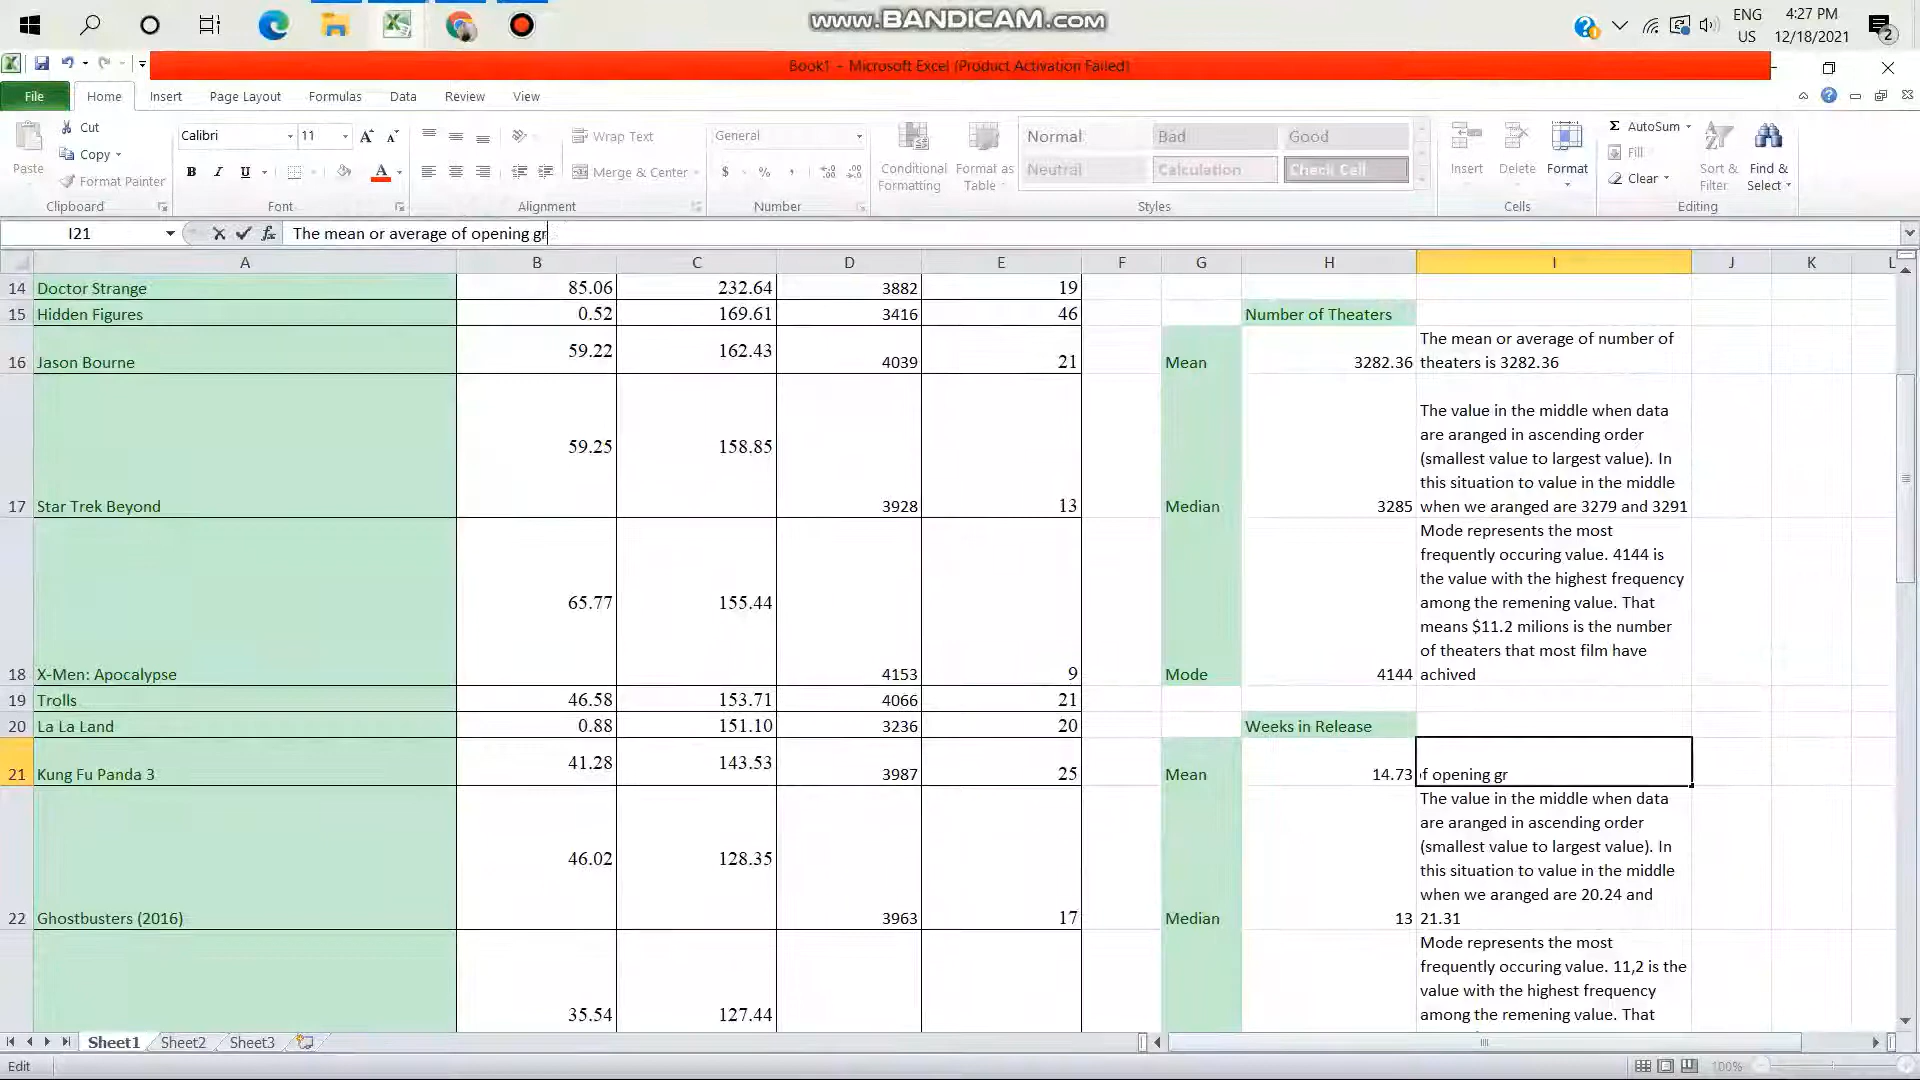 www.BANDICAM.com
ENG
US
4:27 PM
12/18/2021
2
Book1 - Microsoft Excel (Product Activation Failed)
File Home Insert Page Layout Formulas Data Review View
Paste
Cut
Copy
Format Painter
Clipboard
Calibri 11
B I U
Font
Wrap Text
Merge & Center
Alignment
General
$ % ,
Number
Conditional
Formatting
Format as
Table
Normal Bad Good
Neutral Calculation Check Cell
Styles
Insert Delete Format
Cells
Σ AutoSum
Fill
Clear
Sort &
Filter
Find &
Select
Editing
I21 fx The mean or average of opening gr
A B C D E F G H I J K L
14 Doctor Strange 85.06 232.64 3882 19
15 Hidden Figures 0.52 169.61 3416 46 Number of Theaters
16 Jason Bourne 59.22 162.43 4039 21 Mean 3282.36
The mean or average of number of
theaters is 3282.36
17 Star Trek Beyond 59.25 158.85 3928 13 Median 3285
The value in the middle when data
are aranged in ascending order
(smallest value to largest value). In
this situation to value in the middle
when we aranged are 3279 and 3291
18 X-Men: Apocalypse 65.77 155.44 4153 9 Mode 4144
Mode represents the most
frequently occuring value. 4144 is
the value with the highest frequency
among the remening value. That
means $11.2 milions is the number
of theaters that most film have
achived
19 Trolls 46.58 153.71 4066 21
20 La La Land 0.88 151.10 3236 20 Weeks in Release
21 Kung Fu Panda 3 41.28 143.53 3987 25 Mean 14.73 f opening gr
22 Ghostbusters (2016) 46.02 128.35 3963 17 Median 13
The value in the middle when data
are aranged in ascending order
(smallest value to largest value). In
this situation to value in the middle
when we aranged are 20.24 and
21.31
35.54 127.44
Mode represents the most
frequently occuring value. 11,2 is the
value with the highest frequency
among the remening value. That
Sheet1 Sheet2 Sheet3
Edit
100%